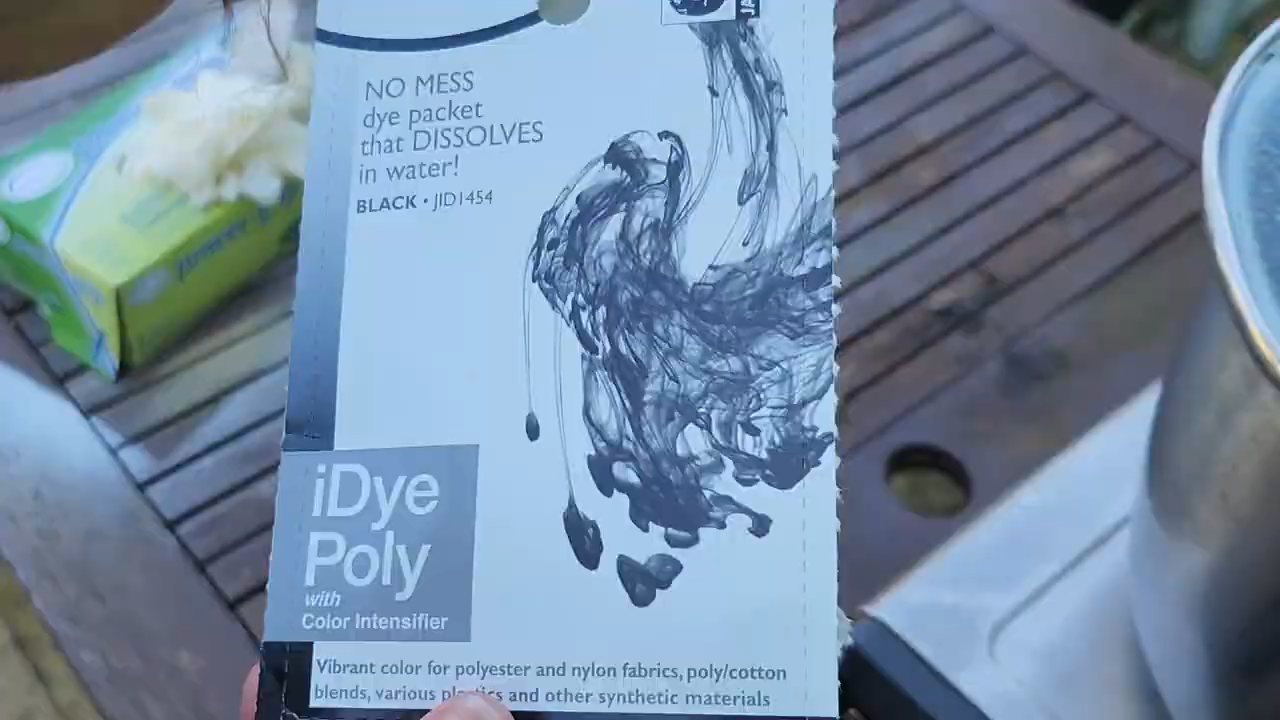 NO MESS
dye packet
that DISSOLVES
in water!
BLACK • JID1454
iDye
Poly
with
Color Intensifier
Vibrant color for polyester and nylon fabrics, poly/cotton
blends, various plastics and other synthetic materials